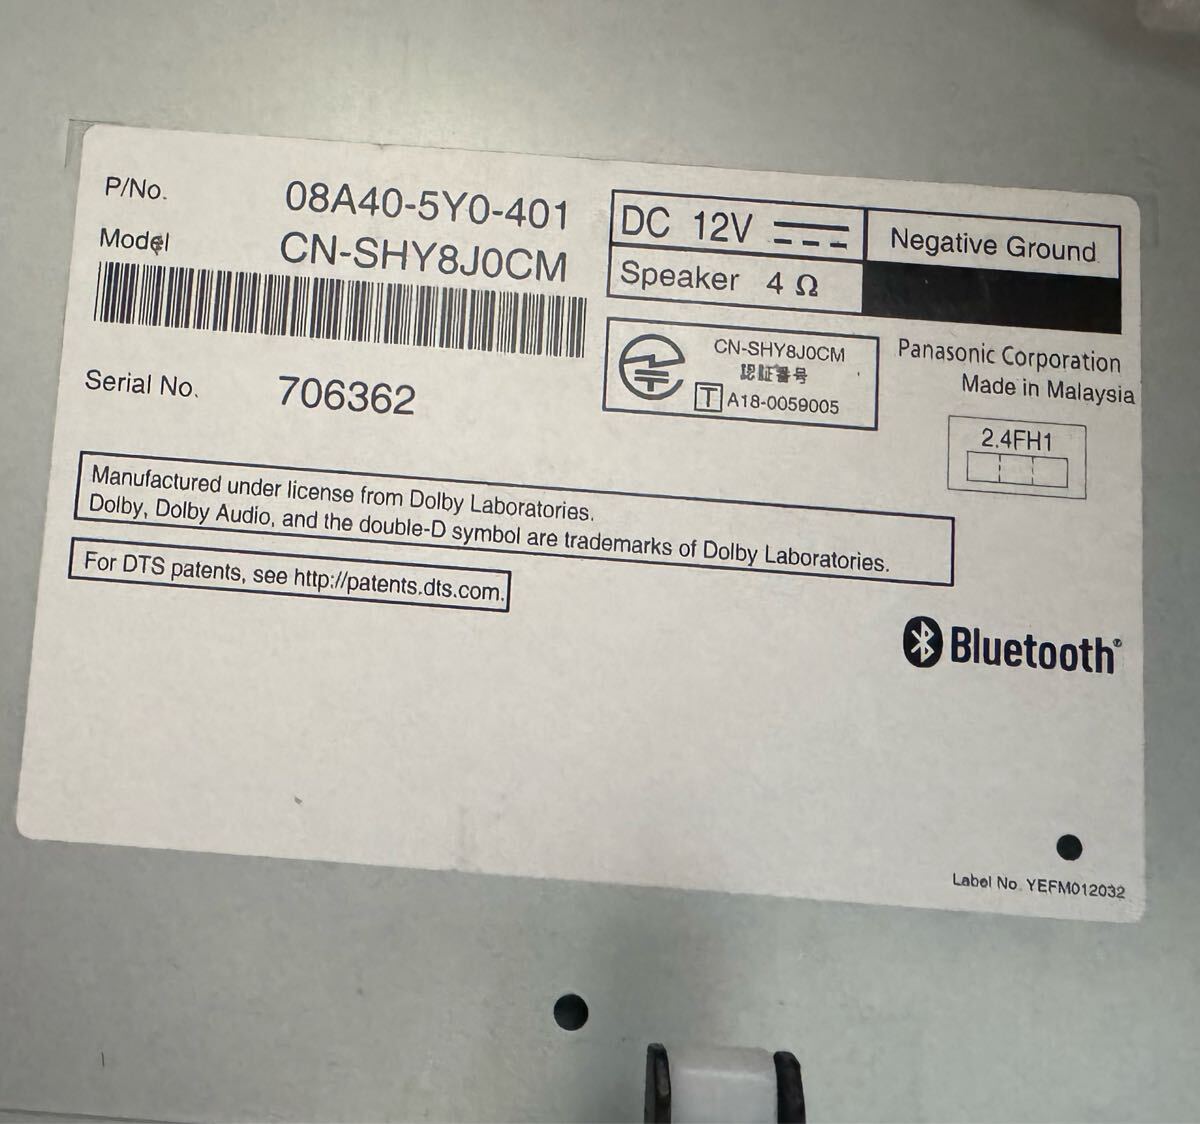 P/No. 08A40-5Y0-401
Model CN-SHY8J0CM
Serial No. 706362
DC 12V
Negative Ground
Speaker 4 Ω
CN-SHY8J0CM
認証番号
T A18-0059005
Panasonic Corporation
Made in Malaysia
2.4FH1
Manufactured under license from Dolby Laboratories.
Dolby, Dolby Audio, and the double-D symbol are trademarks of Dolby Laboratories.
For DTS patents, see http://patents.dts.com.
Bluetooth®
Label No. YEFM012032